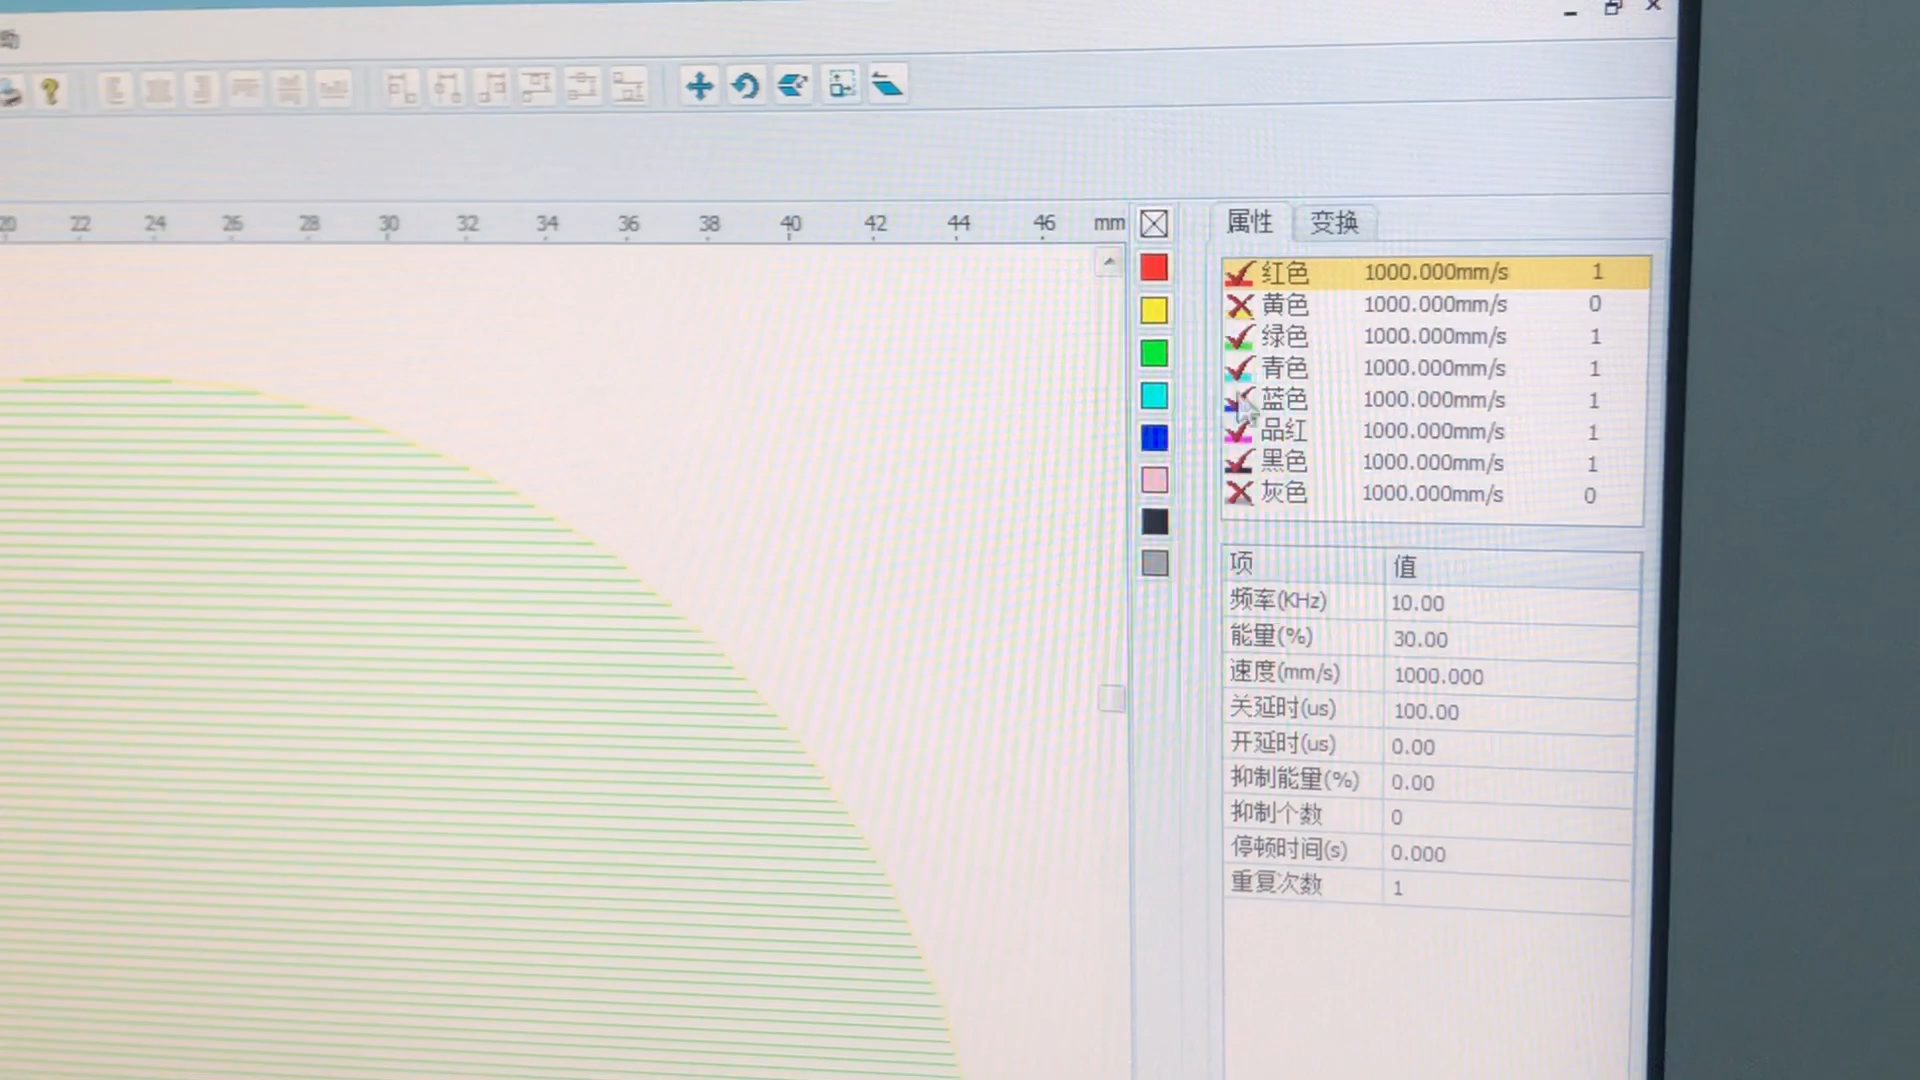 助
20 22 24 26 28 30 32 34 36 38 40 42 44 46 mm
属性 变换
红色 1000.000mm/s 1
黄色 1000.000mm/s 0
绿色 1000.000mm/s 1
青色 1000.000mm/s 1
蓝色 1000.000mm/s 1
品红 1000.000mm/s 1
黑色 1000.000mm/s 1
灰色 1000.000mm/s 0
项 值
频率(KHz) 10.00
能量(%) 30.00
速度(mm/s) 1000.000
关延时(us) 100.00
开延时(us) 0.00
抑制能量(%) 0.00
抑制个数 0
停顿时间(s) 0.000
重复次数 1